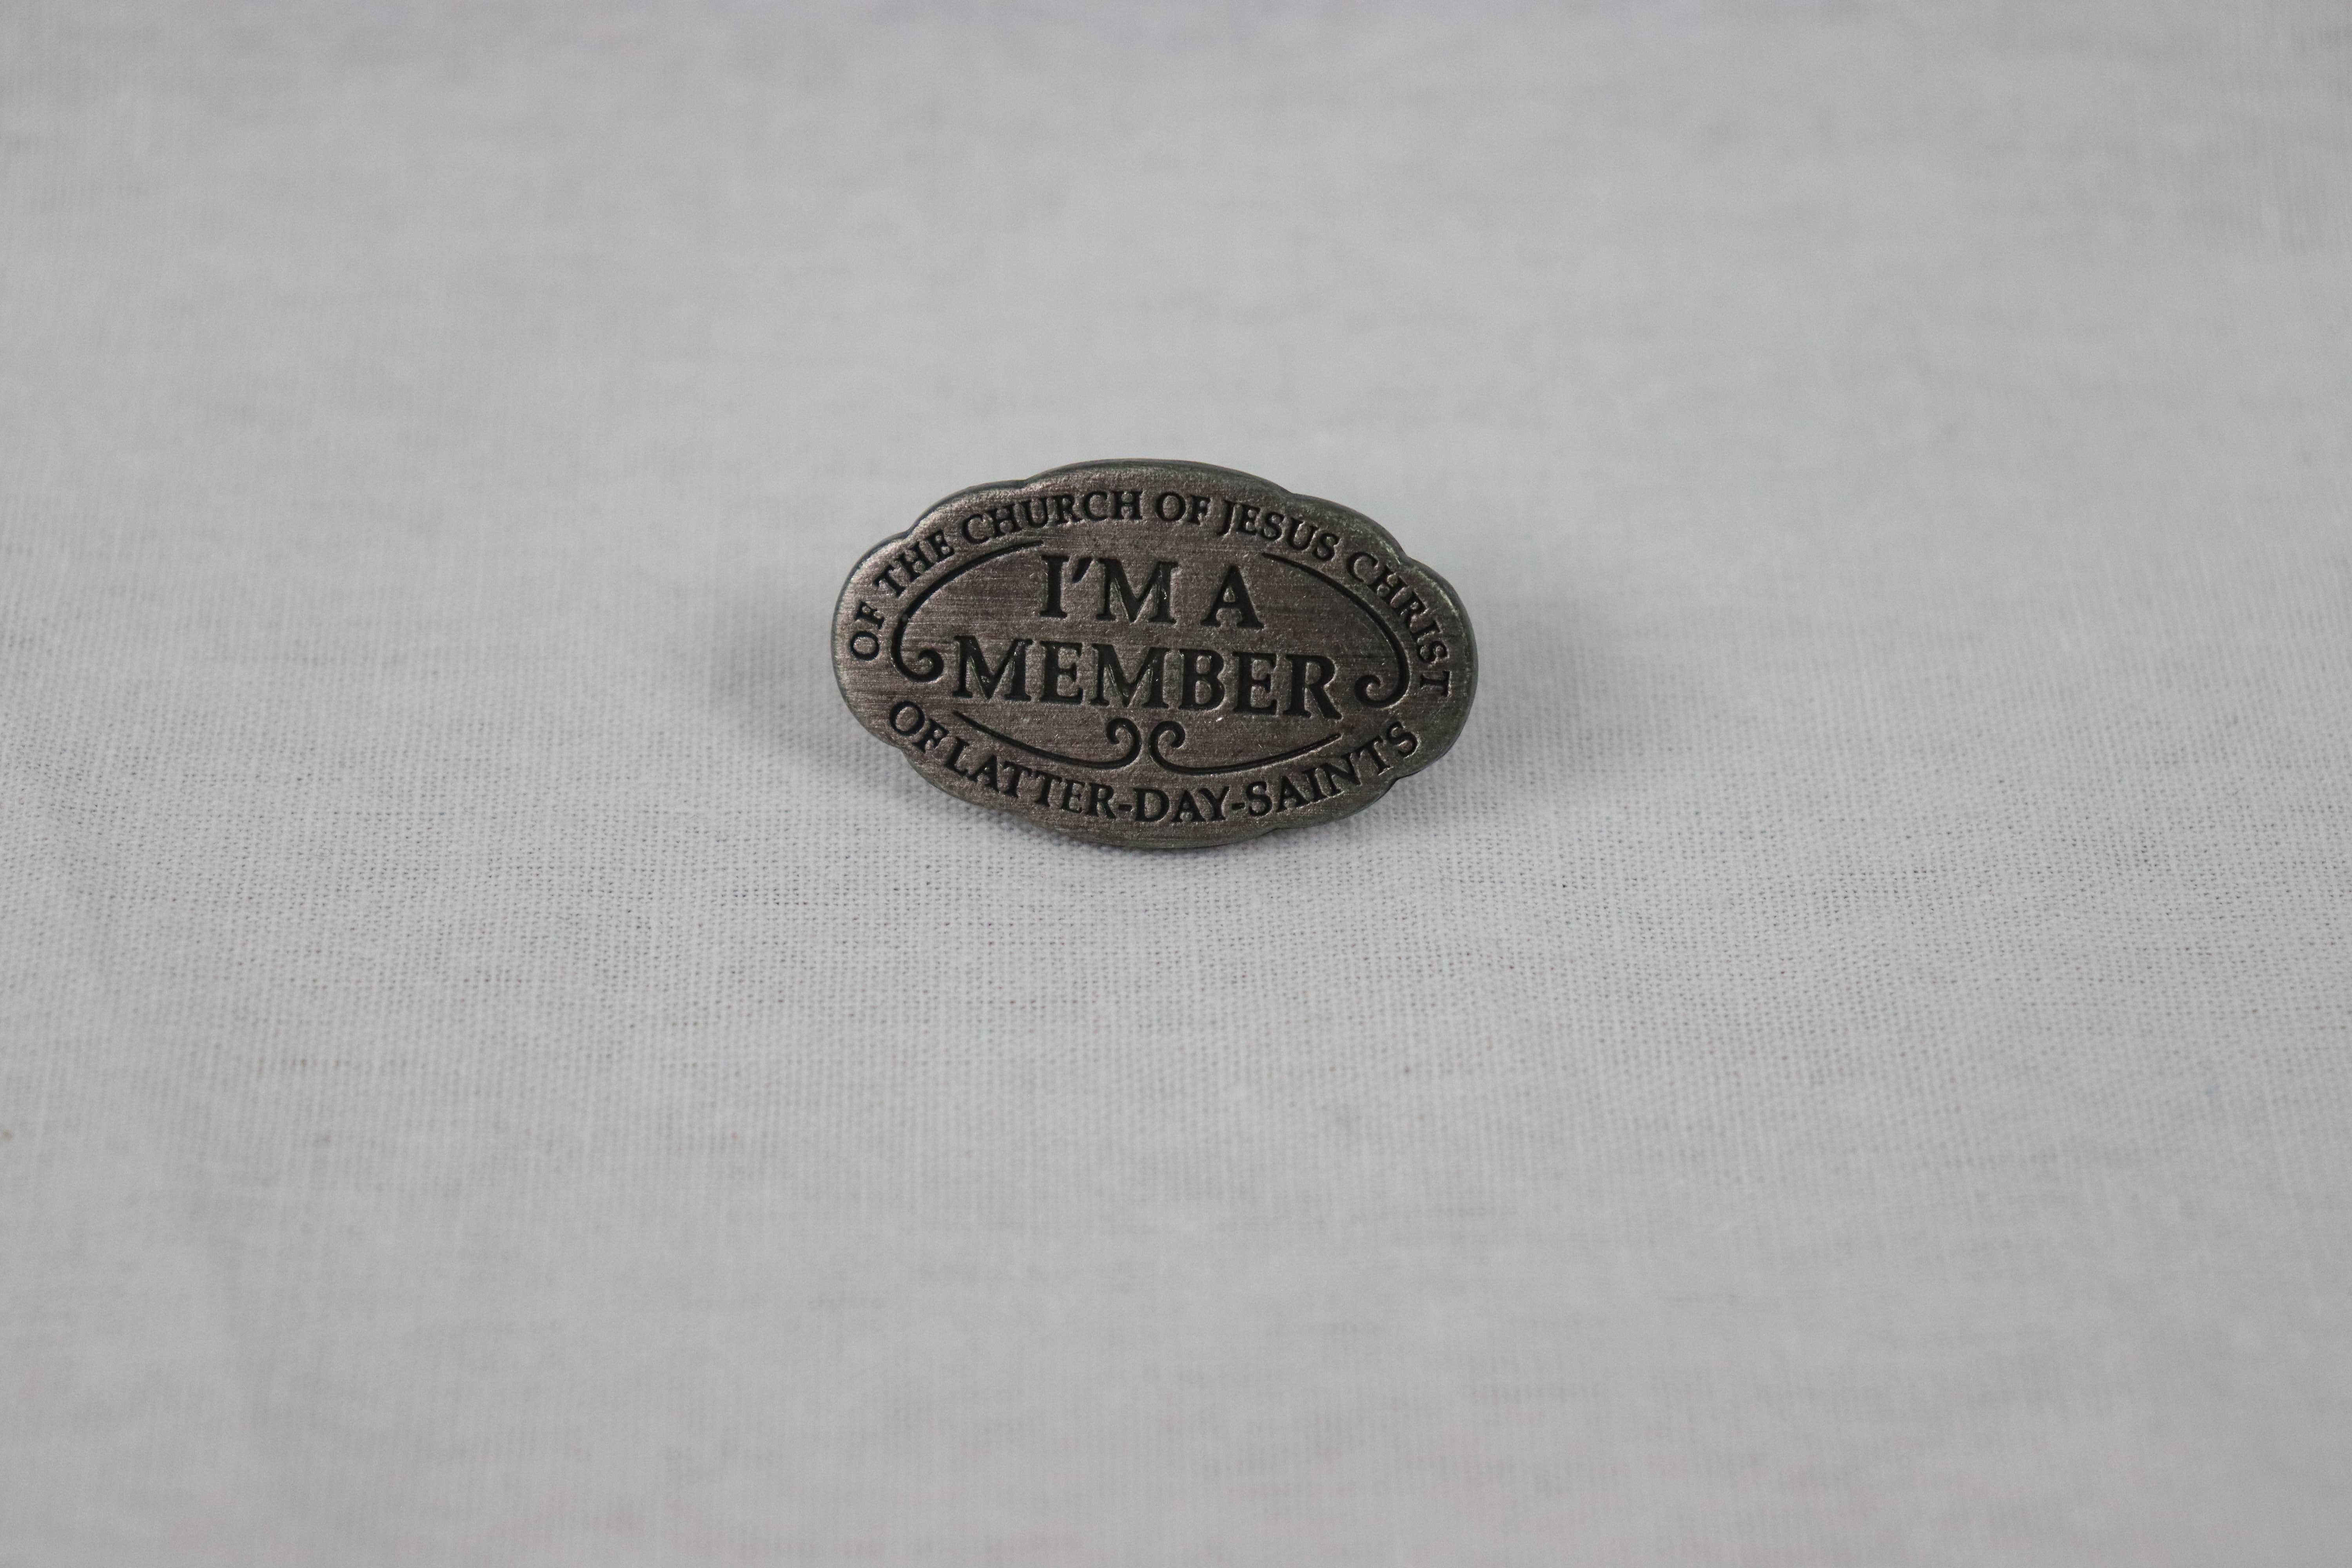 I'M A
MEMBER
OF THE CHURCH OF JESUS CHRIST
OF LATTER-DAY-SAINTS